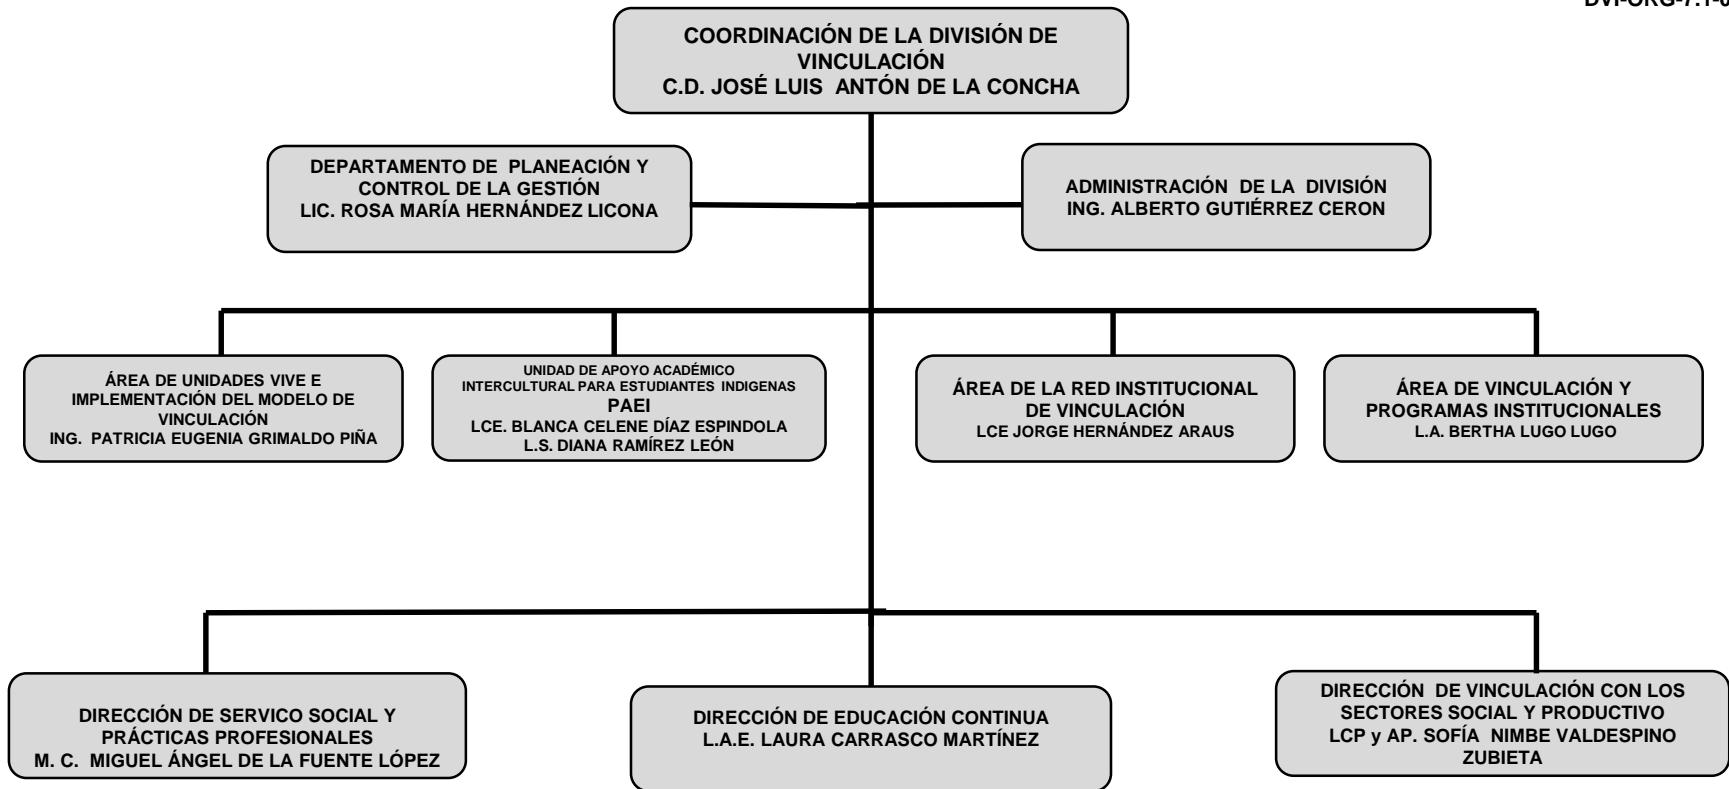 COORDINACIÓN DE LA DIVISIÓN DE
VINCULACIÓN
C.D. JOSÉ LUIS ANTÓN DE LA CONCHA
DEPARTAMENTO DE PLANEACIÓN Y
CONTROL DE LA GESTIÓN
LIC. ROSA MARÍA HERNÁNDEZ LICONA
ADMINISTRACIÓN DE LA DIVISIÓN
ING. ALBERTO GUTIÉRREZ CERON
ÁREA DE UNIDADES VIVE E
IMPLEMENTACIÓN DEL MODELO DE
VINCULACIÓN
ING. PATRICIA EUGENIA GRIMALDO PIÑA
UNIDAD DE APOYO ACADÉMICO
INTERCULTURAL PARA ESTUDIANTES INDIGENAS
PAEI
LCE. BLANCA CELENE DÍAZ ESPINDOLA
L.S. DIANA RAMÍREZ LEÓN
ÁREA DE LA RED INSTITUCIONAL
DE VINCULACIÓN
LCE JORGE HERNÁNDEZ ARAUS
ÁREA DE VINCULACIÓN Y
PROGRAMAS INSTITUCIONALES
L.A. BERTHA LUGO LUGO
DIRECCIÓN DE SERVICO SOCIAL Y
PRÁCTICAS PROFESIONALES
M. C. MIGUEL ÁNGEL DE LA FUENTE LÓPEZ
DIRECCIÓN DE EDUCACIÓN CONTINUA
L.A.E. LAURA CARRASCO MARTÍNEZ
DIRECCIÓN DE VINCULACIÓN CON LOS
SECTORES SOCIAL Y PRODUCTIVO
LCP y AP. SOFÍA NIMBE VALDESPINO
ZUBIETA